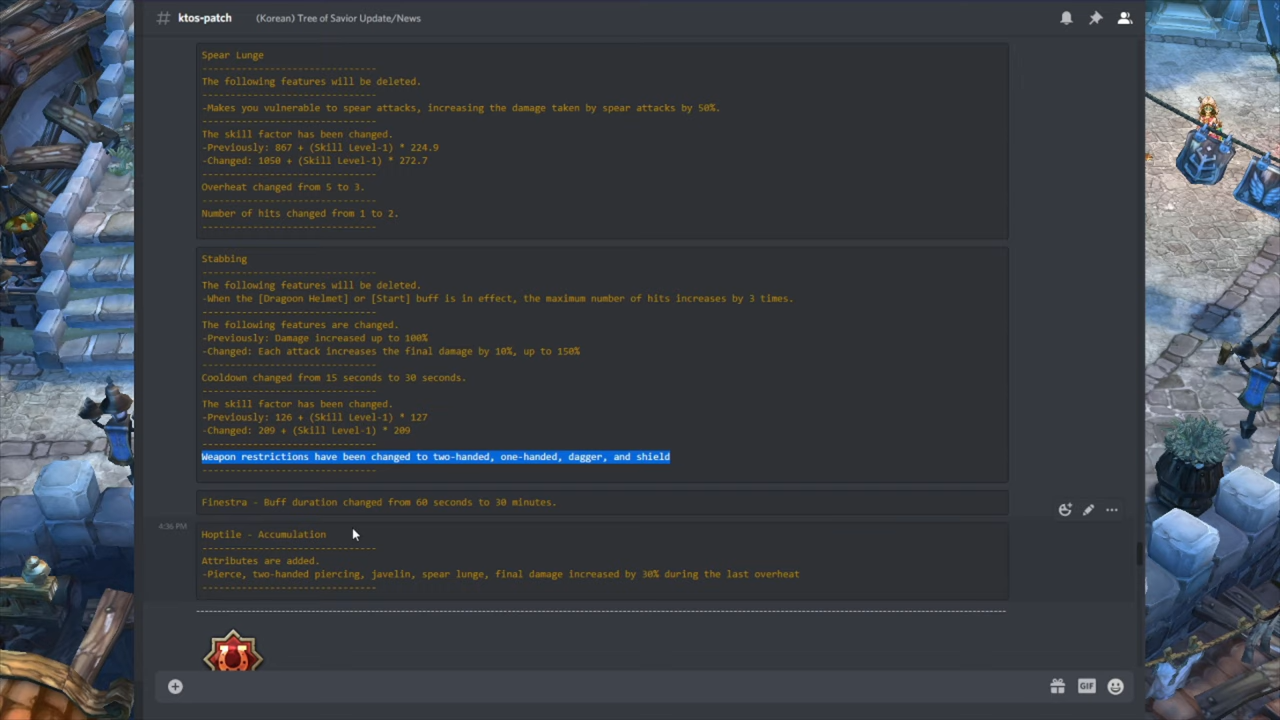 ktos-patch (Korean) Tree of Savior Update/News
Spear Lunge
--------------------------------
The following features will be deleted.
--------------------------------
-Makes you vulnerable to spear attacks, increasing the damage taken by spear attacks by 50%.
--------------------------------
The skill factor has been changed.
-Previously: 867 + (Skill Level-1) * 224.9
-Changed: 1050 + (Skill Level-1) * 272.7
--------------------------------
Overheat changed from 5 to 3.
--------------------------------
Number of hits changed from 1 to 2.
--------------------------------
Stabbing
--------------------------------
The following features will be deleted.
-When the [Dragoon Helmet] or [Start] buff is in effect, the maximum number of hits increases by 3 times.
--------------------------------
The following features are changed.
-Previously: Damage increased up to 100%
-Changed: Each attack increases the final damage by 10%, up to 150%
--------------------------------
Cooldown changed from 15 seconds to 30 seconds.
--------------------------------
The skill factor has been changed.
-Previously: 126 + (Skill Level-1) * 127
-Changed: 209 + (Skill Level-1) * 209
--------------------------------
Weapon restrictions have been changed to two-handed, one-handed, dagger, and shield
--------------------------------
Finestra - Buff duration changed from 60 seconds to 30 minutes.
4:36 PM
Hoptile - Accumulation
--------------------------------
Attributes are added.
-Pierce, two-handed piercing, javelin, spear lunge, final damage increased by 30% during the last overheat
--------------------------------
GIF